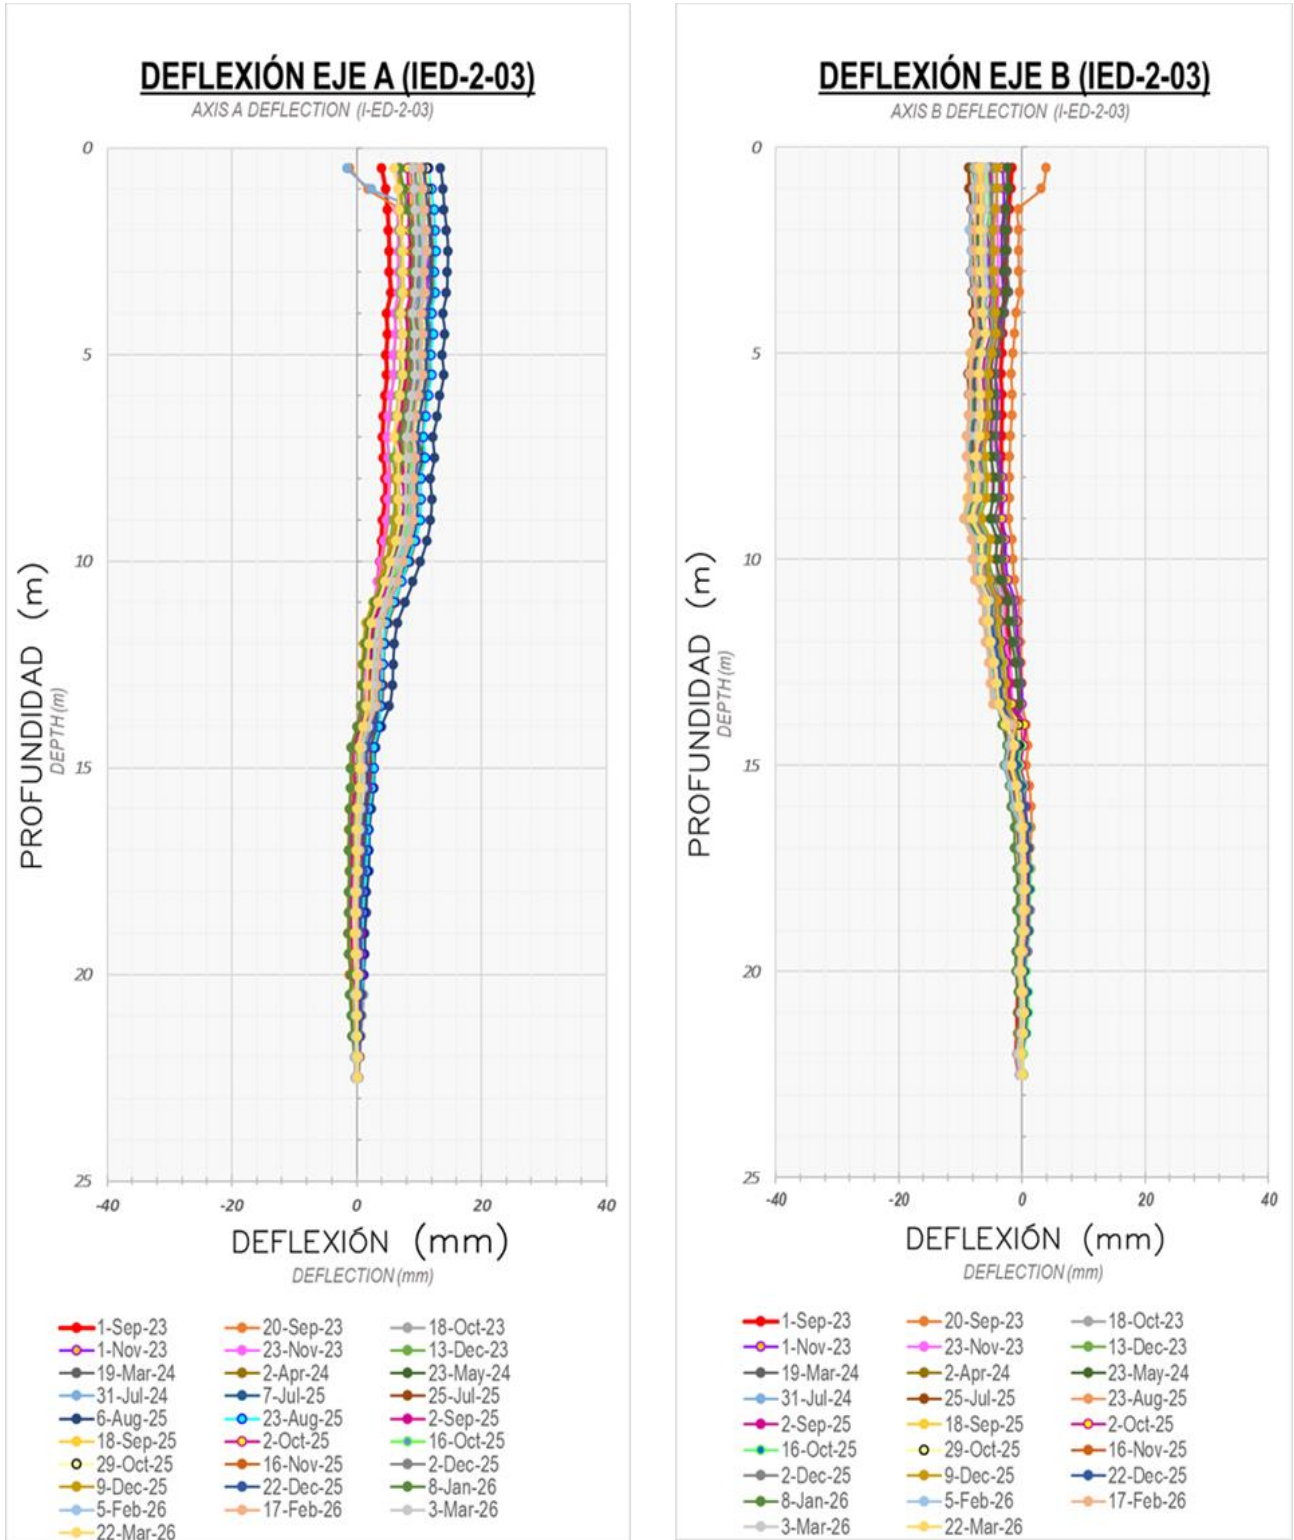 DEFLEXIÓN EJE A (IED-2-03)
AXIS A DEFLECTION (I-ED-2-03)
0
5
10
15
20
25
-40
-20
0
20
40
PROFUNDIDAD (m)
DEPTH (m)
DEFLEXIÓN (mm)
DEFLECTION (mm)
1-Sep-23 20-Sep-23 18-Oct-23
1-Nov-23 23-Nov-23 13-Dec-23
19-Mar-24 2-Apr-24 23-May-24
31-Jul-24 7-Jul-25 25-Jul-25
6-Aug-25 23-Aug-25 2-Sep-25
18-Sep-25 2-Oct-25 16-Oct-25
29-Oct-25 16-Nov-25 2-Dec-25
9-Dec-25 22-Dec-25 8-Jan-26
5-Feb-26 17-Feb-26 3-Mar-26
22-Mar-26
DEFLEXIÓN EJE B (IED-2-03)
AXIS B DEFLECTION (I-ED-2-03)
0
5
10
15
20
25
-40
-20
0
20
40
PROFUNDIDAD (m)
DEPTH (m)
DEFLEXIÓN (mm)
DEFLECTION (mm)
1-Sep-23 20-Sep-23 18-Oct-23
1-Nov-23 23-Nov-23 13-Dec-23
19-Mar-24 2-Apr-24 23-May-24
31-Jul-24 25-Jul-25 23-Aug-25
2-Sep-25 18-Sep-25 2-Oct-25
16-Oct-25 29-Oct-25 16-Nov-25
2-Dec-25 9-Dec-25 22-Dec-25
8-Jan-26 5-Feb-26 17-Feb-26
3-Mar-26 22-Mar-26